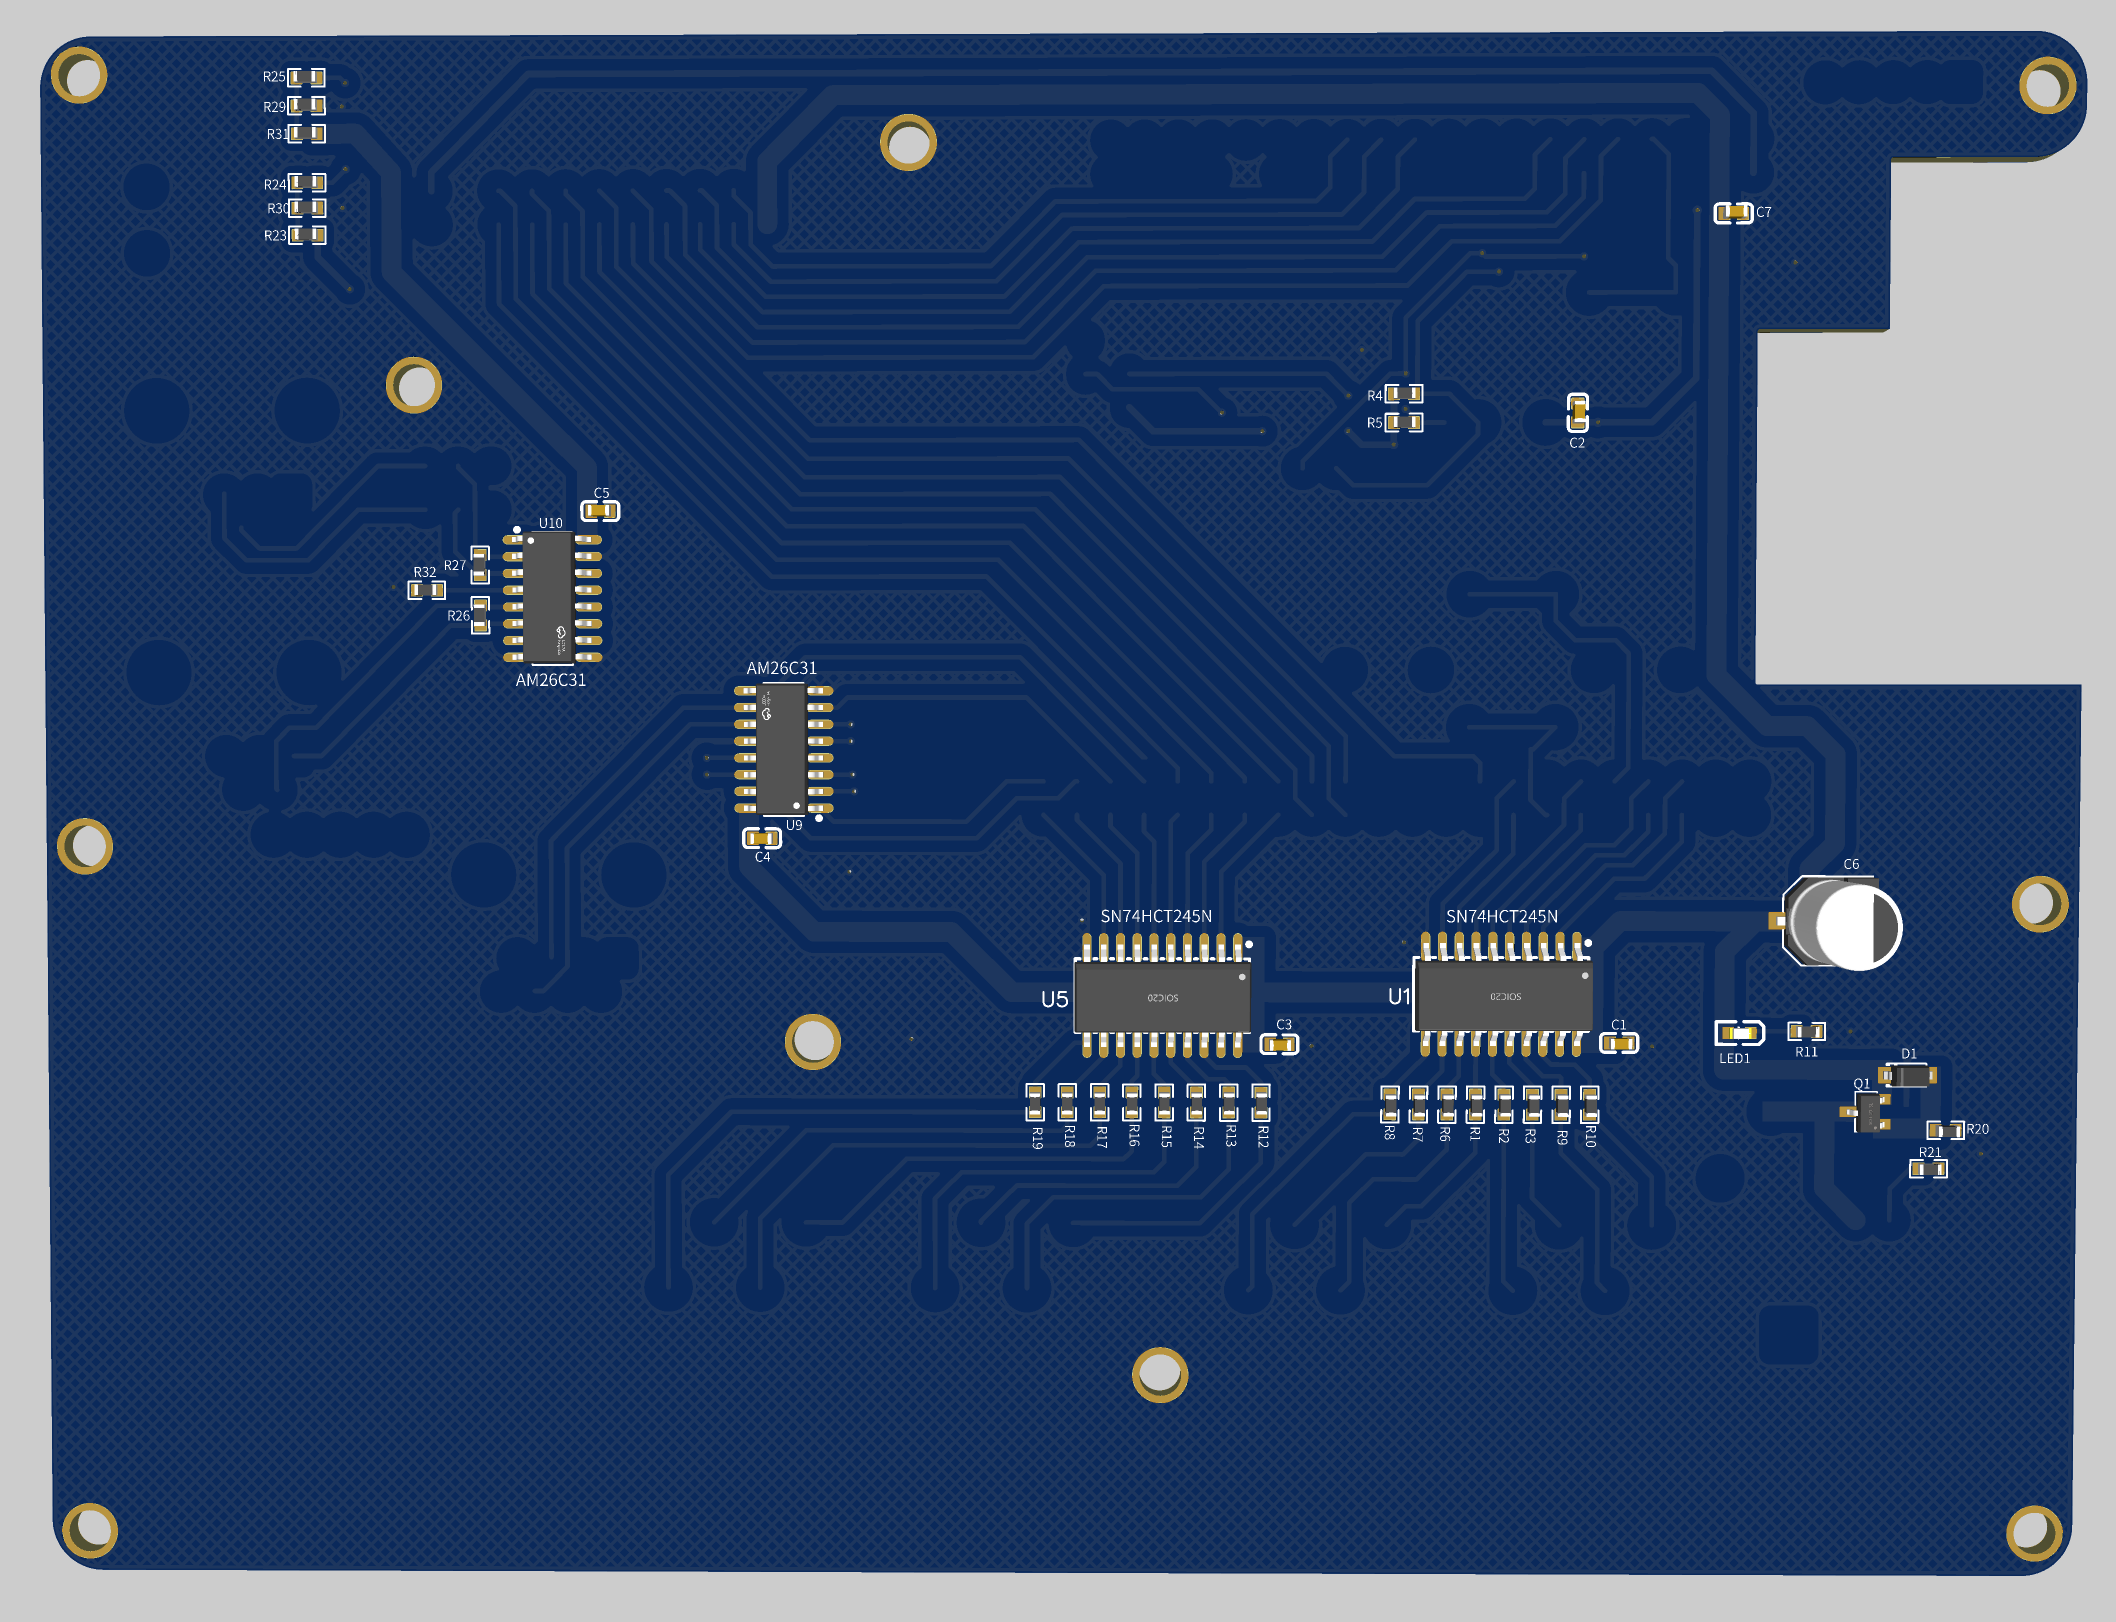 R25
R29
R31
R24
R30
R23
C7
R4
R5
C2
C5
U10
R27
R32
R26
AM26C31
AM26C31
U9
C4
C6
SN74HCT245N
SN74HCT245N
U5
SOIC20
U1
SOIC20
C3
C1
LED1
R11
D1
Q1
R20
R21
R19
R18
R17
R16
R15
R14
R13
R12
R8
R7
R6
R1
R2
R3
R9
R10